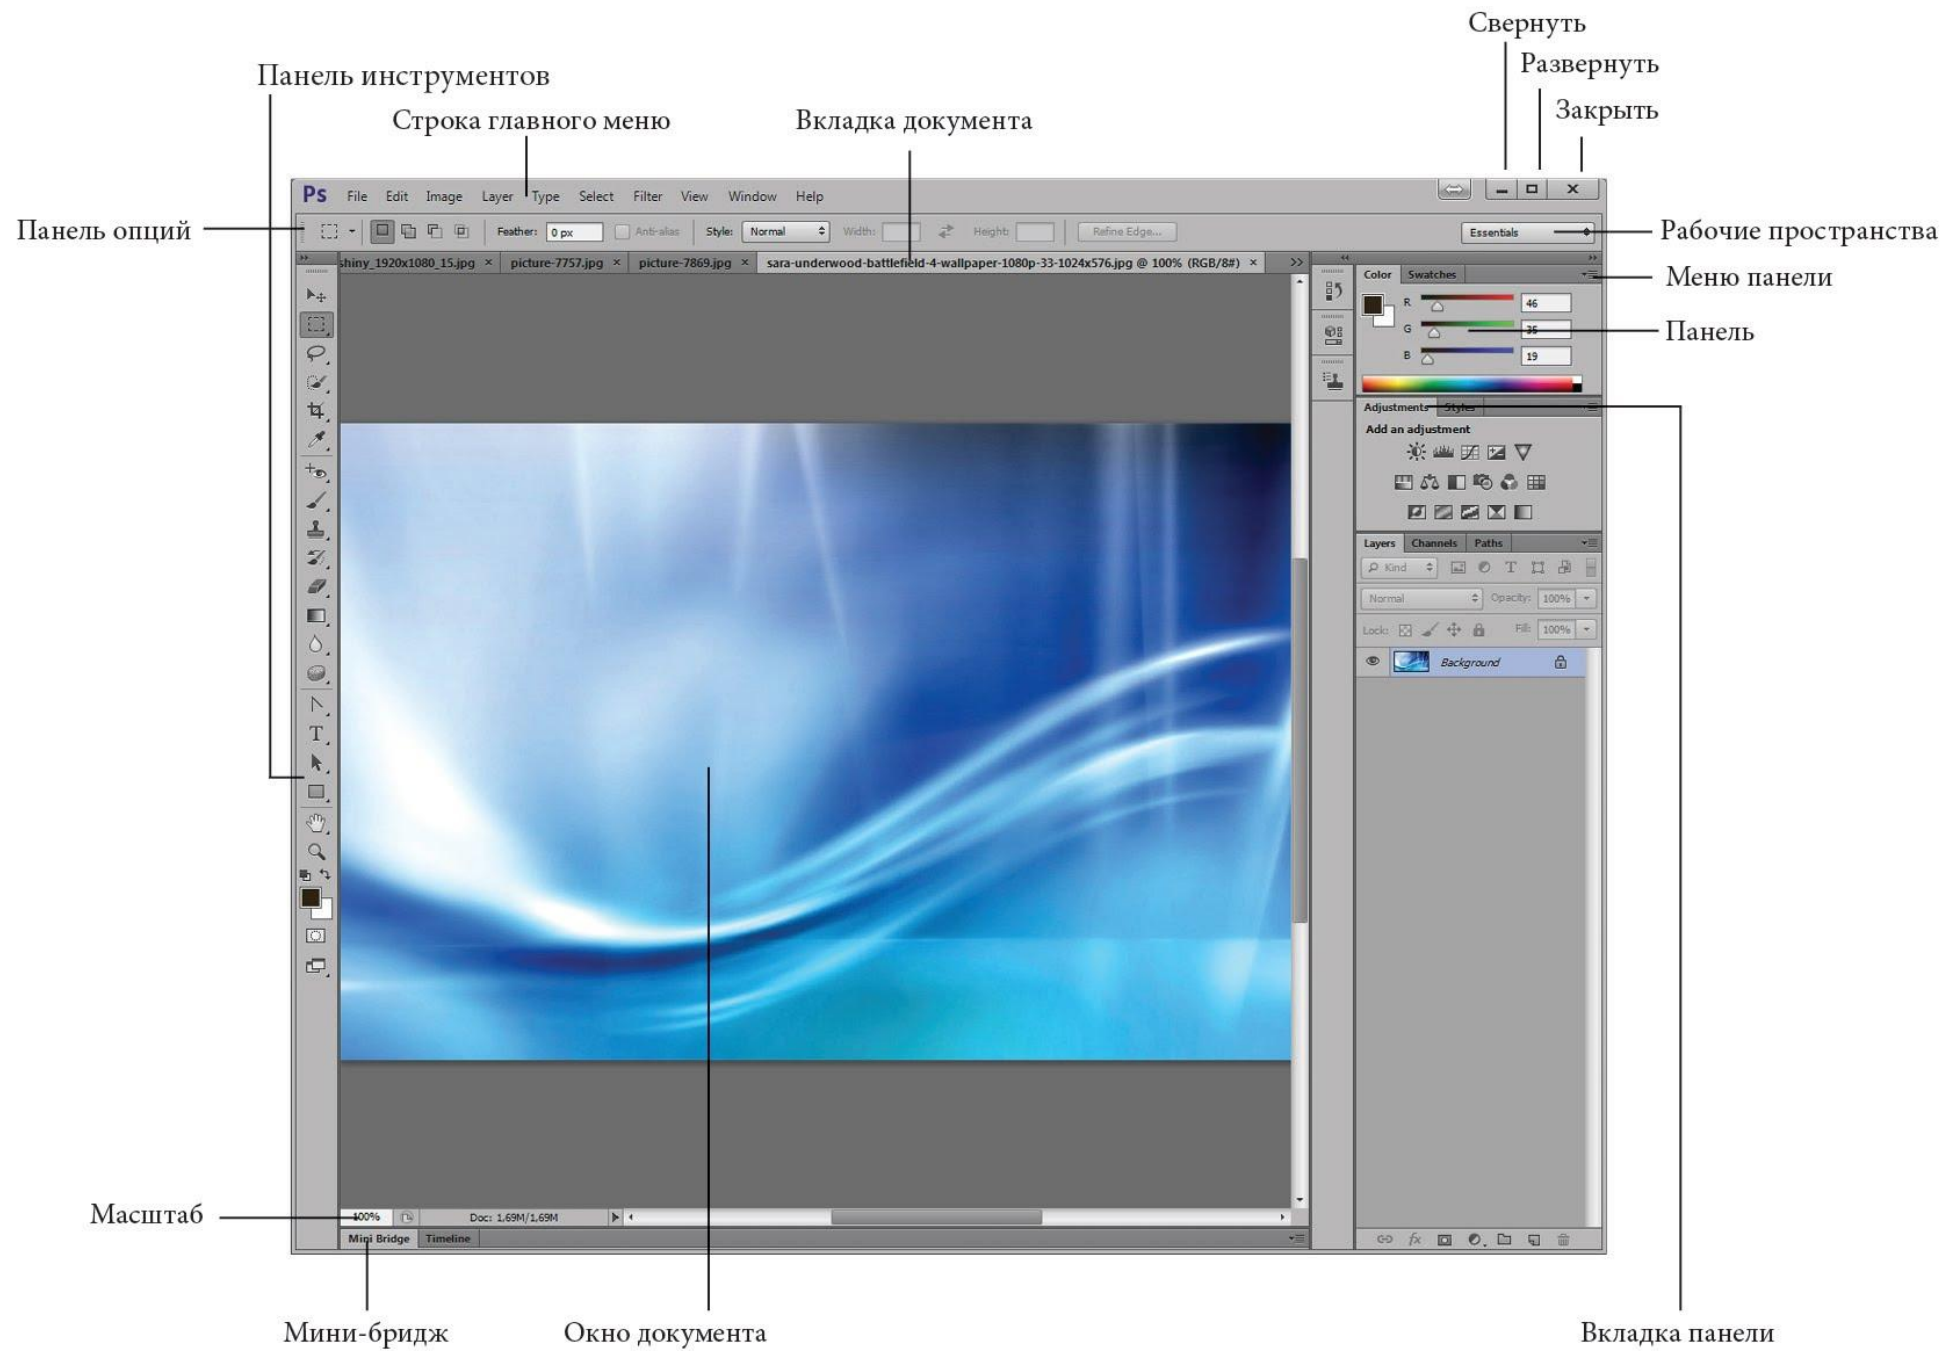 Свернуть
Развернуть
Закрыть
Панель инструментов
Строка главного меню
Вкладка документа
Ps File Edit Image Layer Type Select Filter View Window Help
Панель опций
Feather: 0 px Anti-alias Style: Normal Width: Height: Refine Edge... Essentials
Рабочие пространства
shiny_1920x1080_15.jpg × picture-7757.jpg × picture-7869.jpg × sara-underwood-battlefield-4-wallpaper-1080p-33-1024x576.jpg @ 100% (RGB/8#) ×
Color Swatches
Меню панели
R 46
G 35
Панель
B 19
Adjustments Styles
Add an adjustment
Layers Channels Paths
Kind
Normal Opacity: 100%
Lock: Fill: 100%
Background
T
Масштаб
100% Doc: 1,69M/1,69M
Mini Bridge Timeline
fx
Мини-бридж
Окно документа
Вкладка панели